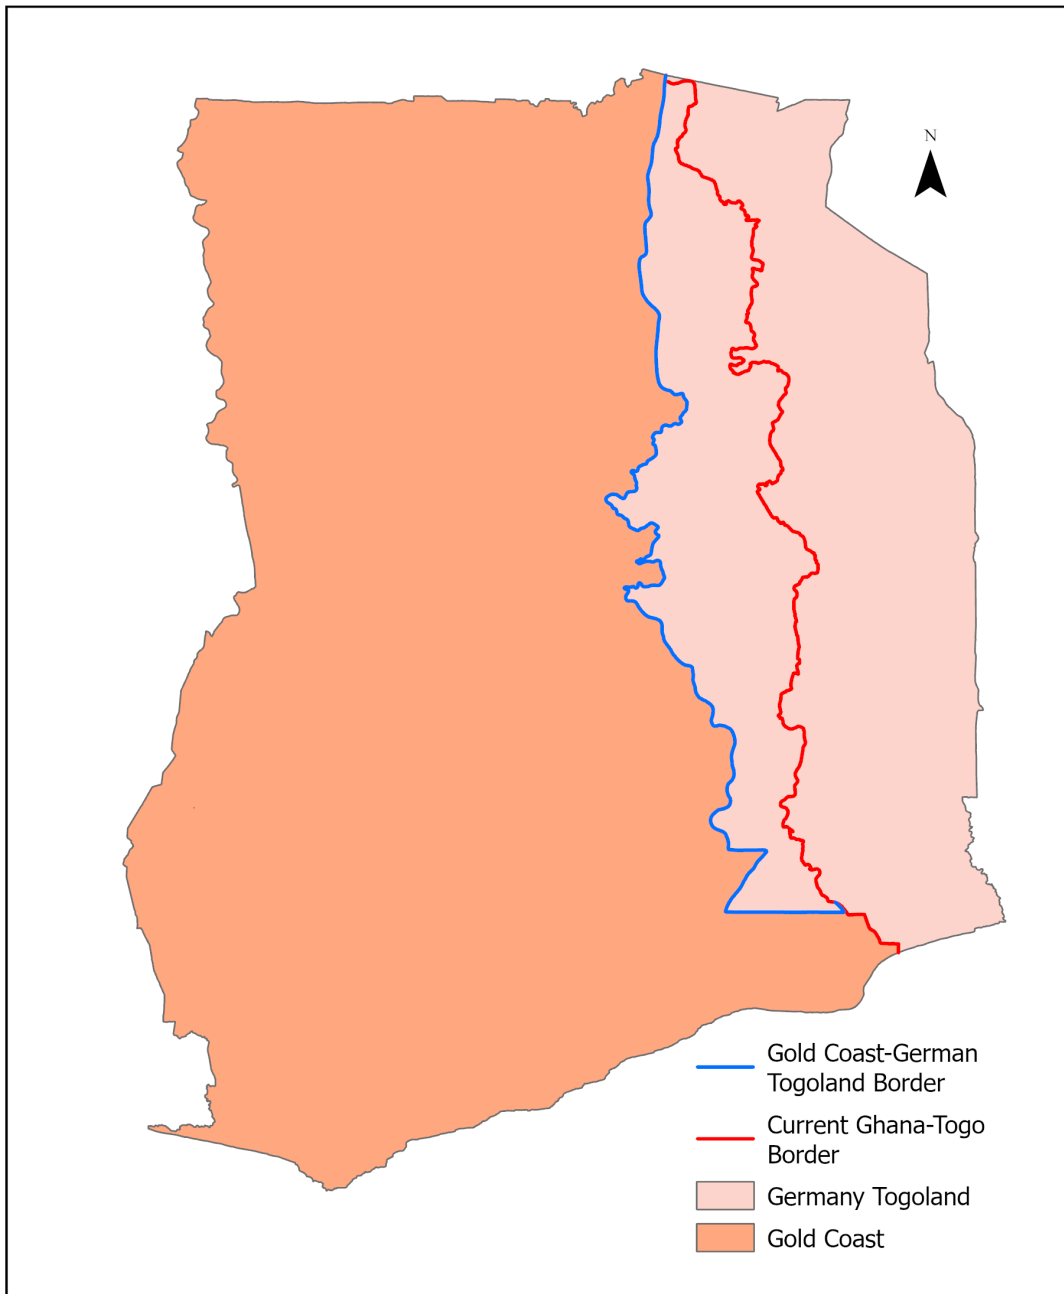 N
Gold Coast-German
Togoland Border
Current Ghana-Togo
Border
Germany Togoland
Gold Coast